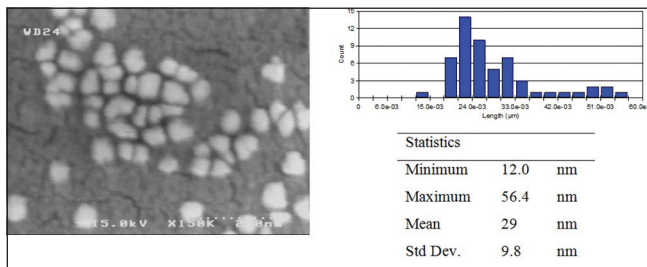 WD24
15.0kV X150K 200nm
Count
15
12
9
6
3
0
0 6.0e-03 15.0e-03 24.0e-03 33.0e-03 42.0e-03 51.0e-03 60.0e
Length (µm)
Statistics
Minimum 12.0 nm
Maximum 56.4 nm
Mean 29 nm
Std Dev. 9.8 nm